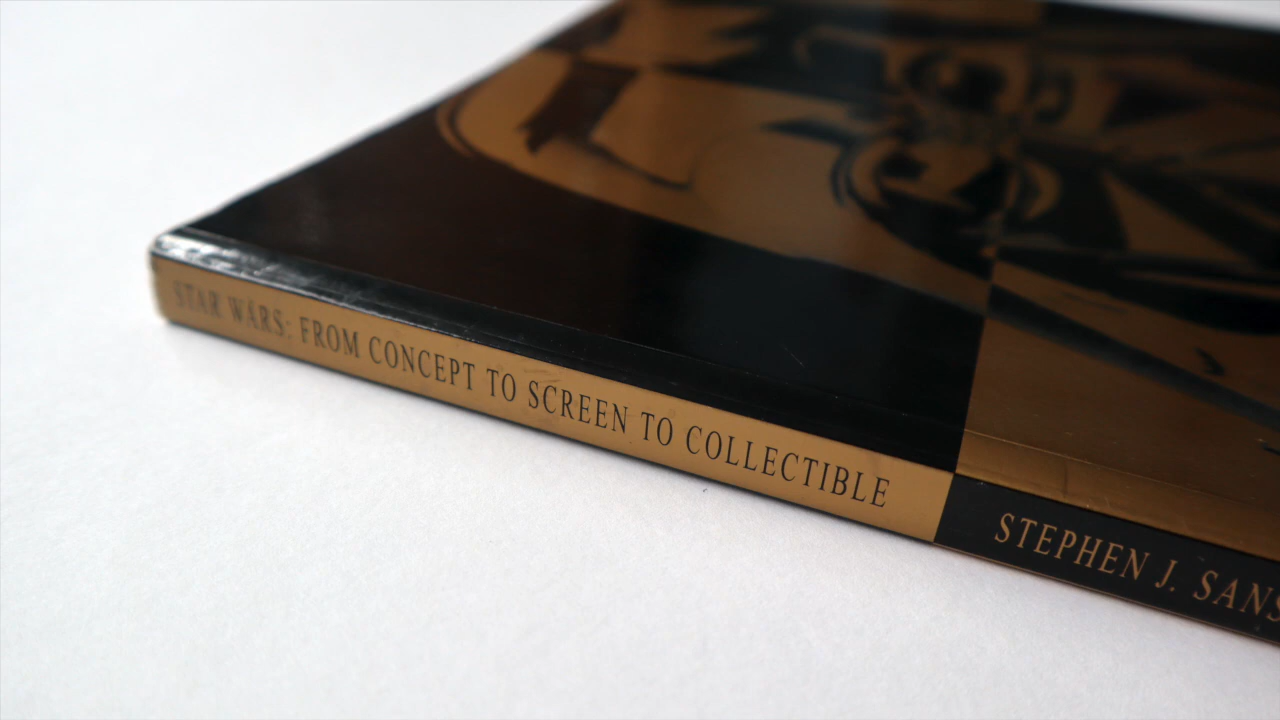 STAR WARS: FROM CONCEPT TO SCREEN TO COLLECTIBLE
STEPHEN J. SANS